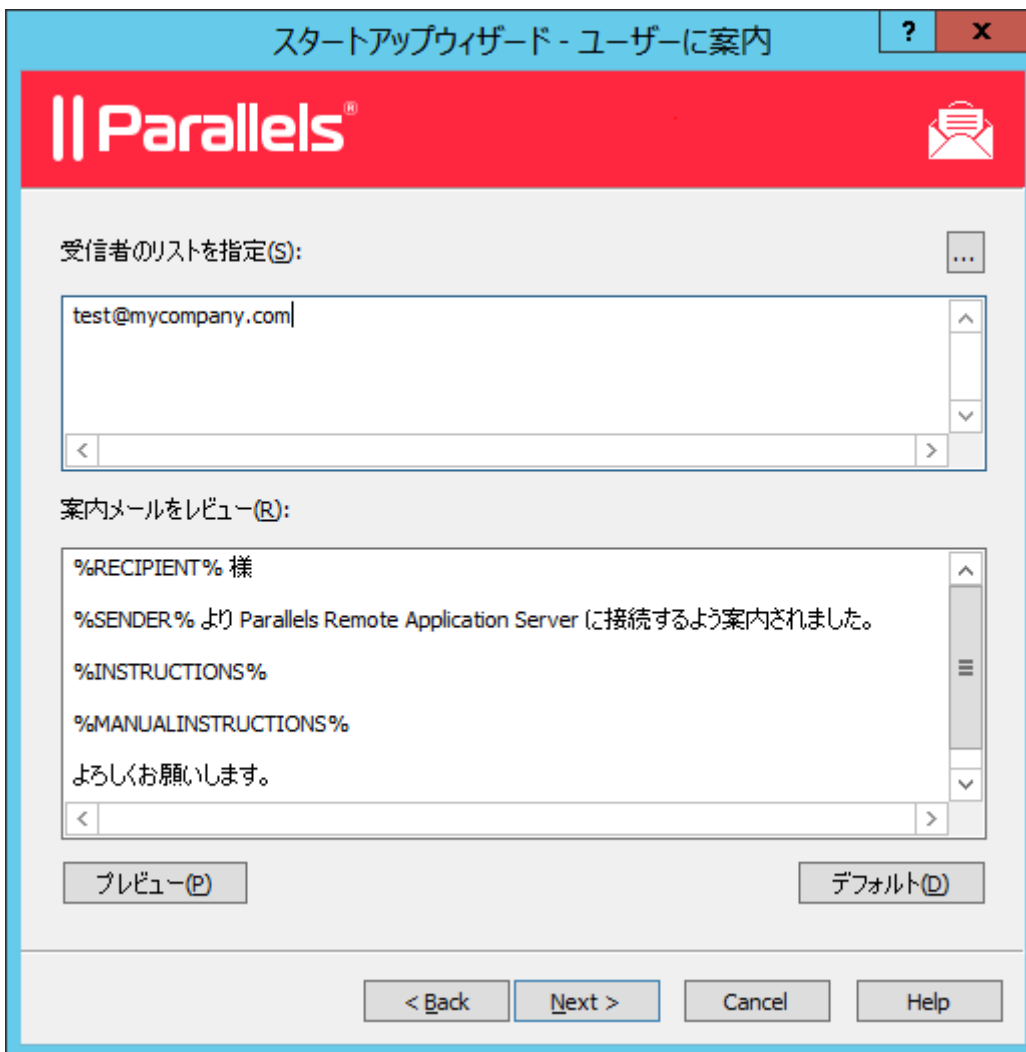 スタートアップウィザード - ユーザーに案内
? x
|| Parallels®
受信者のリストを指定(S):
...
test@mycompany.com
案内メールをレビュー(R):
%RECIPIENT% 様
%SENDER% より Parallels Remote Application Server に接続するよう案内されました。
%INSTRUCTIONS%
%MANUALINSTRUCTIONS%
よろしくお願いします。
プレビュー(P) デフォルト(D)
< Back Next > Cancel Help